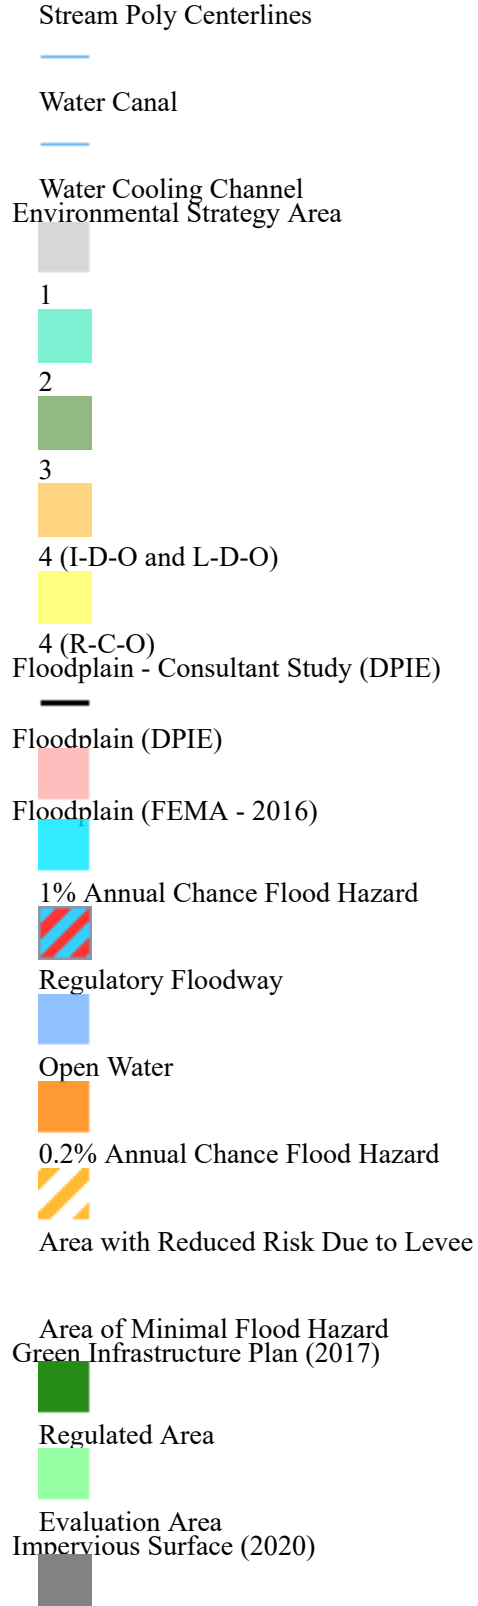 Stream Poly Centerlines
Water Canal
Water Cooling Channel
Environmental Strategy Area
1
2
3
4 (I-D-O and L-D-O)
4 (R-C-O)
Floodplain - Consultant Study (DPIE)
Floodplain (DPIE)
Floodplain (FEMA - 2016)
1% Annual Chance Flood Hazard
Regulatory Floodway
Open Water
0.2% Annual Chance Flood Hazard
Area with Reduced Risk Due to Levee
Area of Minimal Flood Hazard
Green Infrastructure Plan (2017)
Regulated Area
Evaluation Area
Impervious Surface (2020)